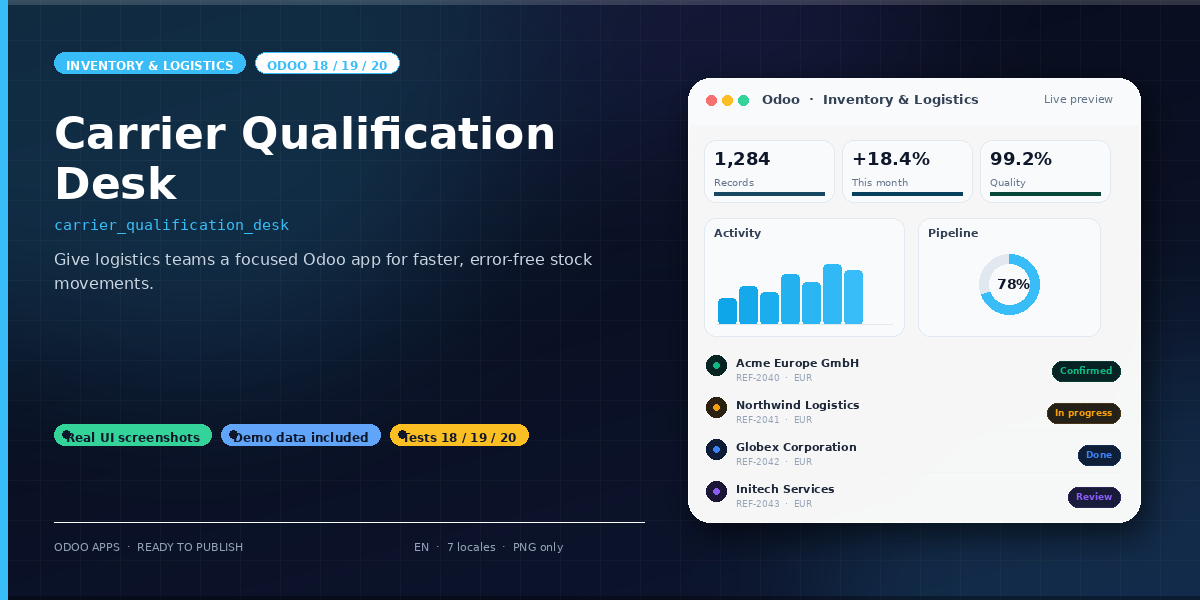 INVENTORY & LOGISTICS
ODOO 18 / 19 / 20
Carrier Qualification
Desk
carrier_qualification_desk
Give logistics teams a focused Odoo app for faster, error-free stock
movements.
Real UI screenshots
Demo data included
Tests 18 / 19 / 20
ODOO APPS · READY TO PUBLISH
EN · 7 locales · PNG only
Odoo · Inventory & Logistics
Live preview
1,284
Records
+18.4%
This month
99.2%
Quality
Activity
Pipeline
78%
Acme Europe GmbH
REF-2040 · EUR
Confirmed
Northwind Logistics
REF-2041 · EUR
In progress
Globex Corporation
REF-2042 · EUR
Done
Initech Services
REF-2043 · EUR
Review